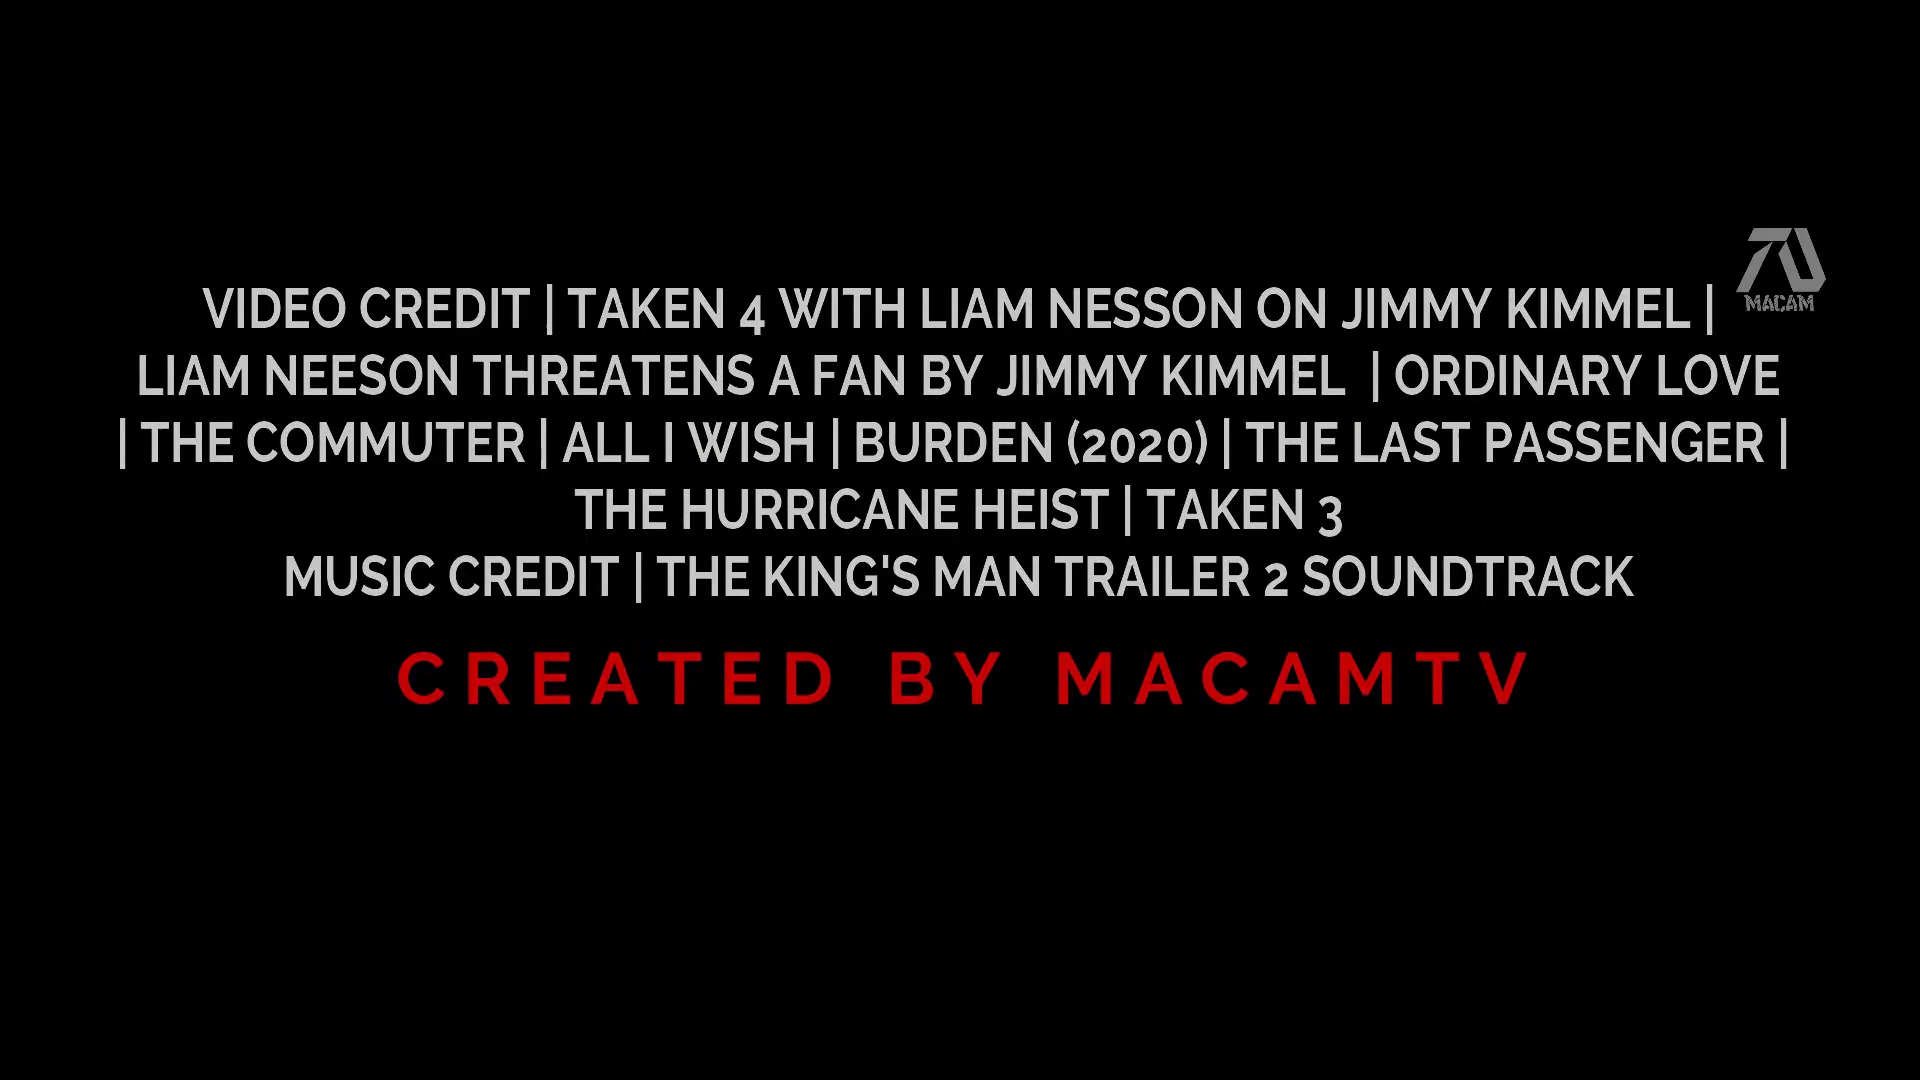 MACAM
VIDEO CREDIT | TAKEN 4 WITH LIAM NESSON ON JIMMY KIMMEL |
LIAM NEESON THREATENS A FAN BY JIMMY KIMMEL | ORDINARY LOVE
| THE COMMUTER | ALL I WISH | BURDEN (2020) | THE LAST PASSENGER |
THE HURRICANE HEIST | TAKEN 3
MUSIC CREDIT | THE KING'S MAN TRAILER 2 SOUNDTRACK
CREATED BY MACAMTV